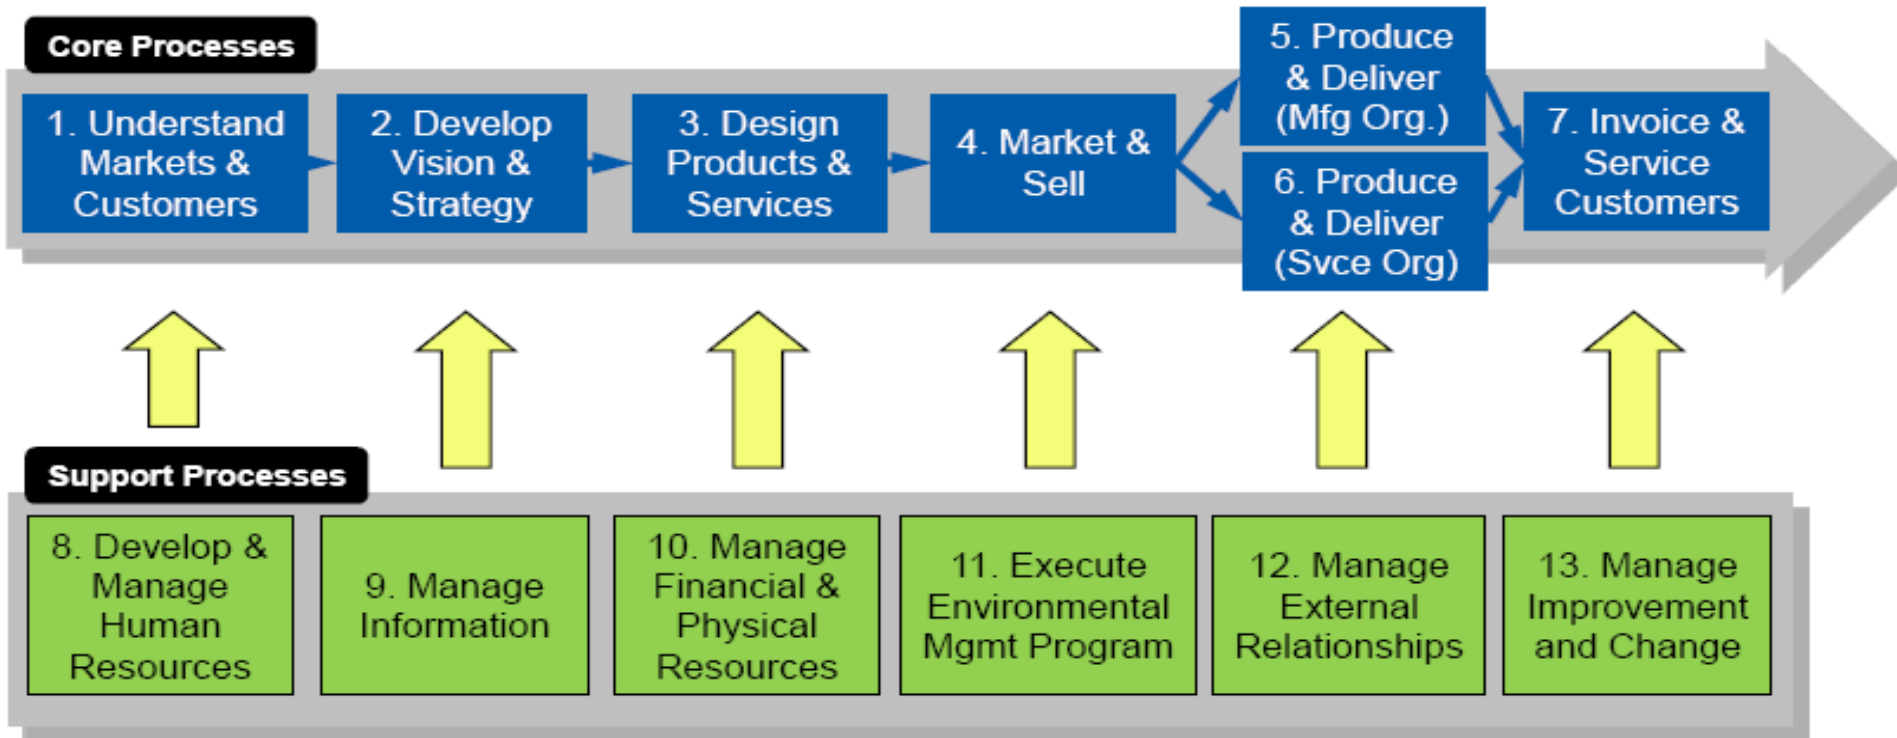 Core Processes
1. Understand
Markets &
Customers
2. Develop
Vision &
Strategy
3. Design
Products &
Services
4. Market &
Sell
5. Produce
& Deliver
(Mfg Org.)
6. Produce
& Deliver
(Svce Org)
7. Invoice &
Service
Customers
Support Processes
8. Develop &
Manage
Human
Resources
9. Manage
Information
10. Manage
Financial &
Physical
Resources
11. Execute
Environmental
Mgmt Program
12. Manage
External
Relationships
13. Manage
Improvement
and Change